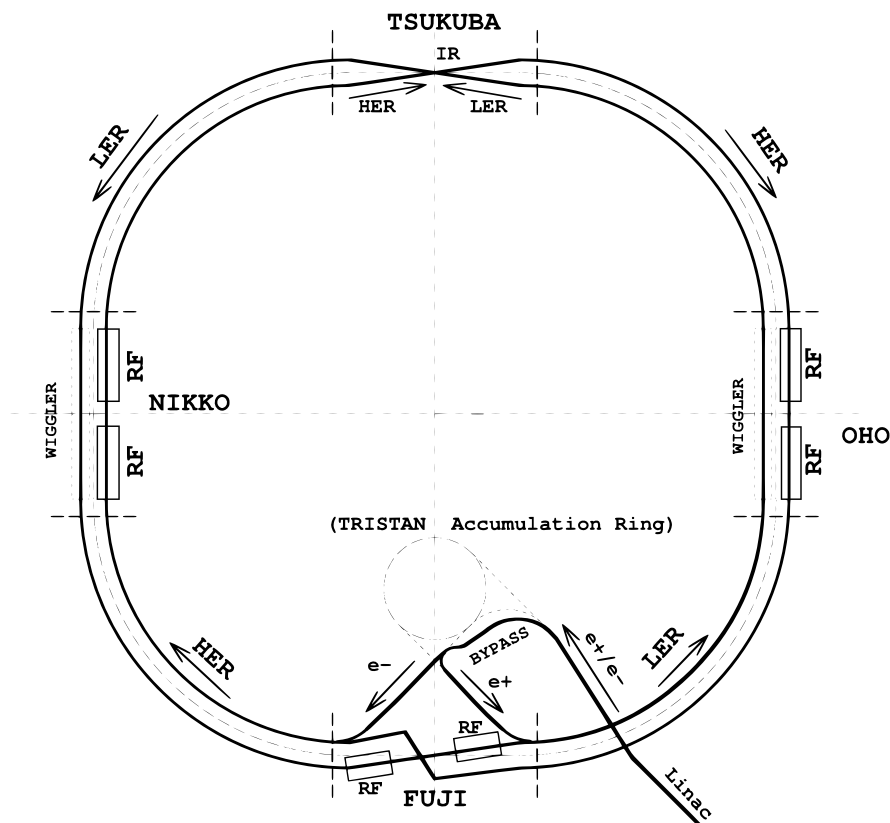 TSUKUBA
IR
HER
LER
LER
HER
RF
RF
WIGGLER
NIKKO
WIGGLER
OHO
RF
RF
(TRISTAN Accumulation Ring)
HER
e-
BYPASS
e+
e+/e-
LER
RF
RF
FUJI
Linac